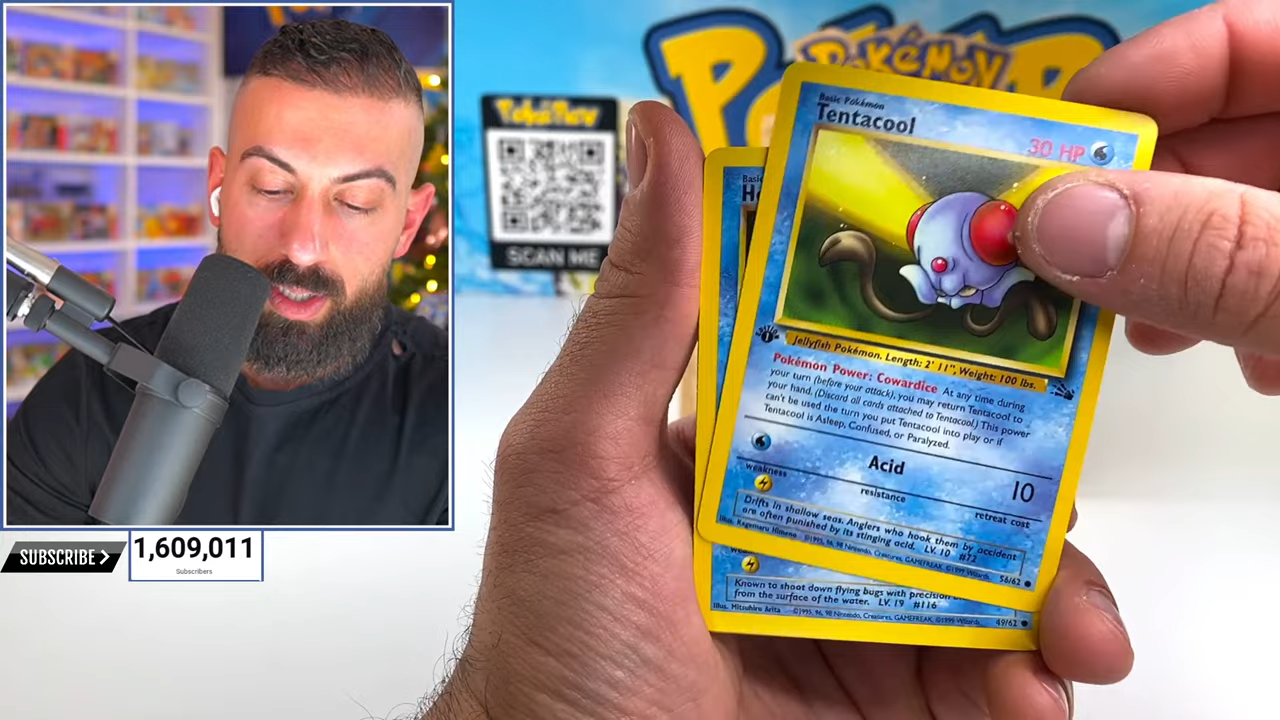 SUBSCRIBE >
1,609,011
Subscribers
PokéRev
SCAN ME
Pokémon
Basic Pokémon
Tentacool
30 HP
EDITION 1
Jellyfish Pokémon. Length: 2' 11", Weight: 100 lbs.
Pokémon Power: Cowardice At any time during
your turn (before your attack), you may return Tentacool to
your hand. (Discard all cards attached to Tentacool.) This power
can't be used the turn you put Tentacool into play or if
Tentacool is Asleep, Confused, or Paralyzed.
Acid
10
weakness
resistance
retreat cost
Drifts in shallow seas. Anglers who hook them by accident
are often punished by its stinging acid. LV. 10 #72
Illus. Kagemaru Himeno ©1995, 96, 98 Nintendo, Creatures, GAMEFREAK. ©1999 Wizards. 56/62
Basic
Ho
Known to shoot down flying bugs with precision
from the surface of the water. LV. 19 #116
Illus. Mitsuhiro Arita ©1995, 96, 98 Nintendo, Creatures, GAMEFREAK. ©1999 Wizards. 49/62